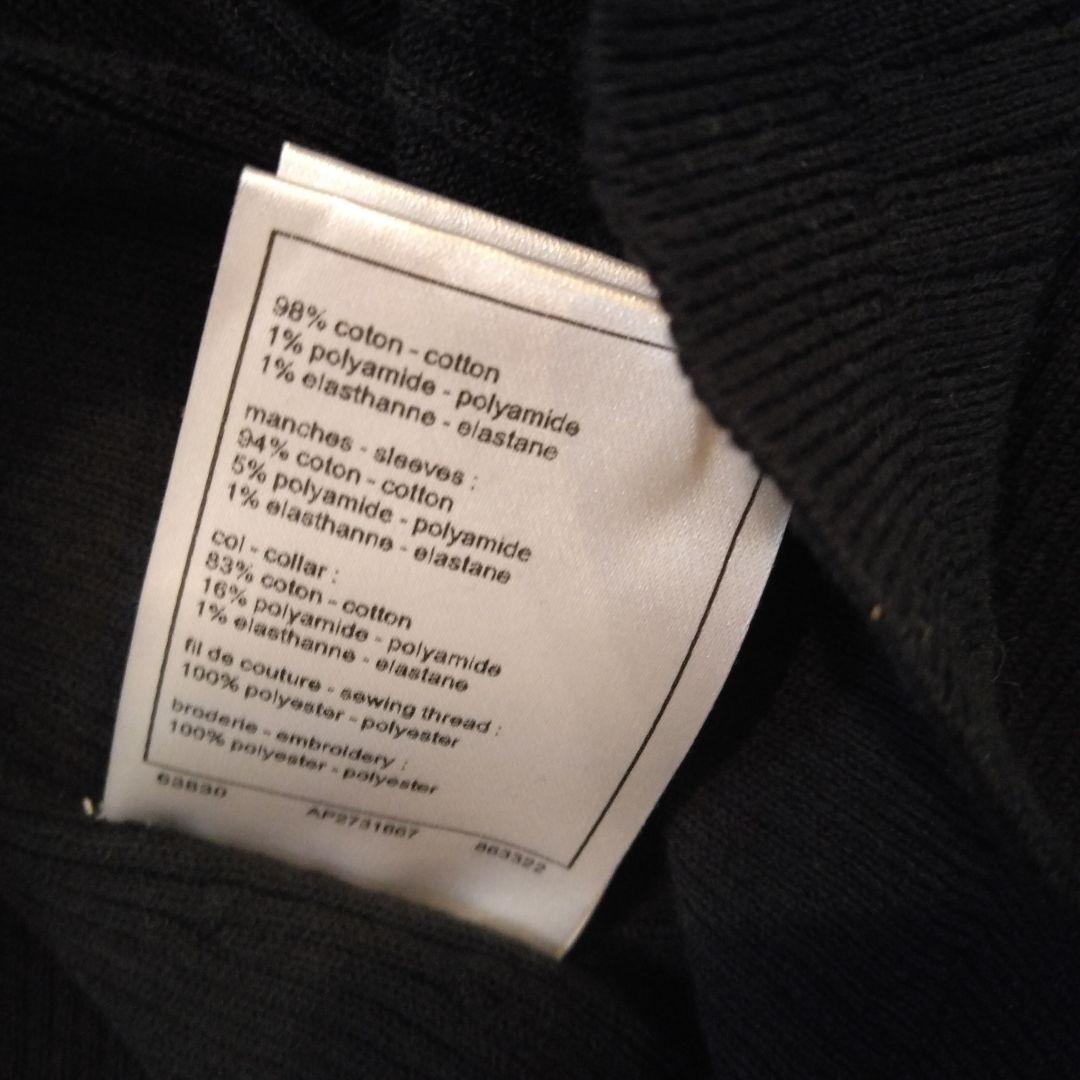 98% coton - cotton
1% polyamide - polyamide
1% elasthanne - elastane
manches - sleeves :
94% coton - cotton
5% polyamide - polyamide
1% elasthanne - elastane
col - collar :
83% coton - cotton
16% polyamide - polyamide
1% elasthanne - elastane
fil de couture - sewing thread :
100% polyester - polyester
broderie - embroidery :
100% polyester - polyester
63830 AP2731667 863322